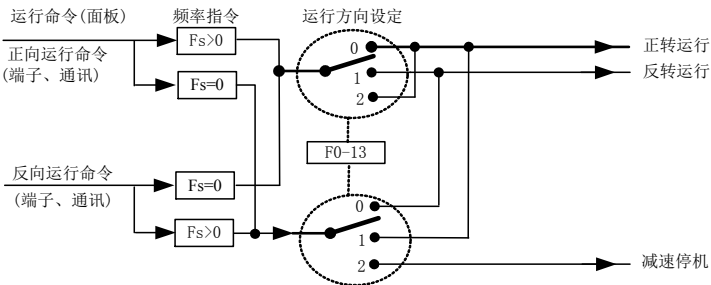 运行命令(面板)
频率指令
运行方向设定
正向运行命令
(端子、通讯)
Fs>0
Fs=0
0
1
2
正转运行
反转运行
F0-13
反向运行命令
(端子、通讯)
Fs=0
Fs>0
0
1
2
减速停机